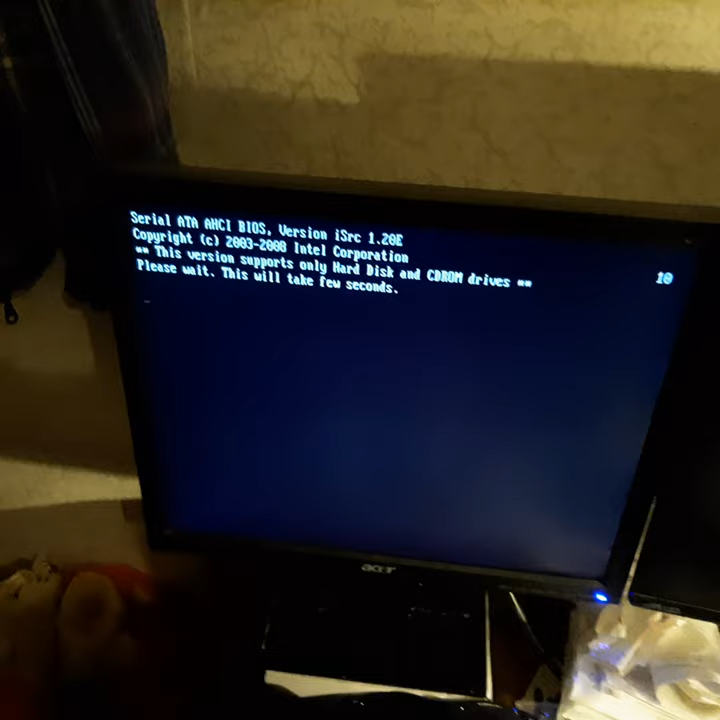 Serial ATA AHCI BIOS, Version iSrc 1.20E
Copyright (c) 2003-2008 Intel Corporation
** This version supports only Hard Disk and CDROM drives **
10
Please wait. This will take few seconds.
_
acer